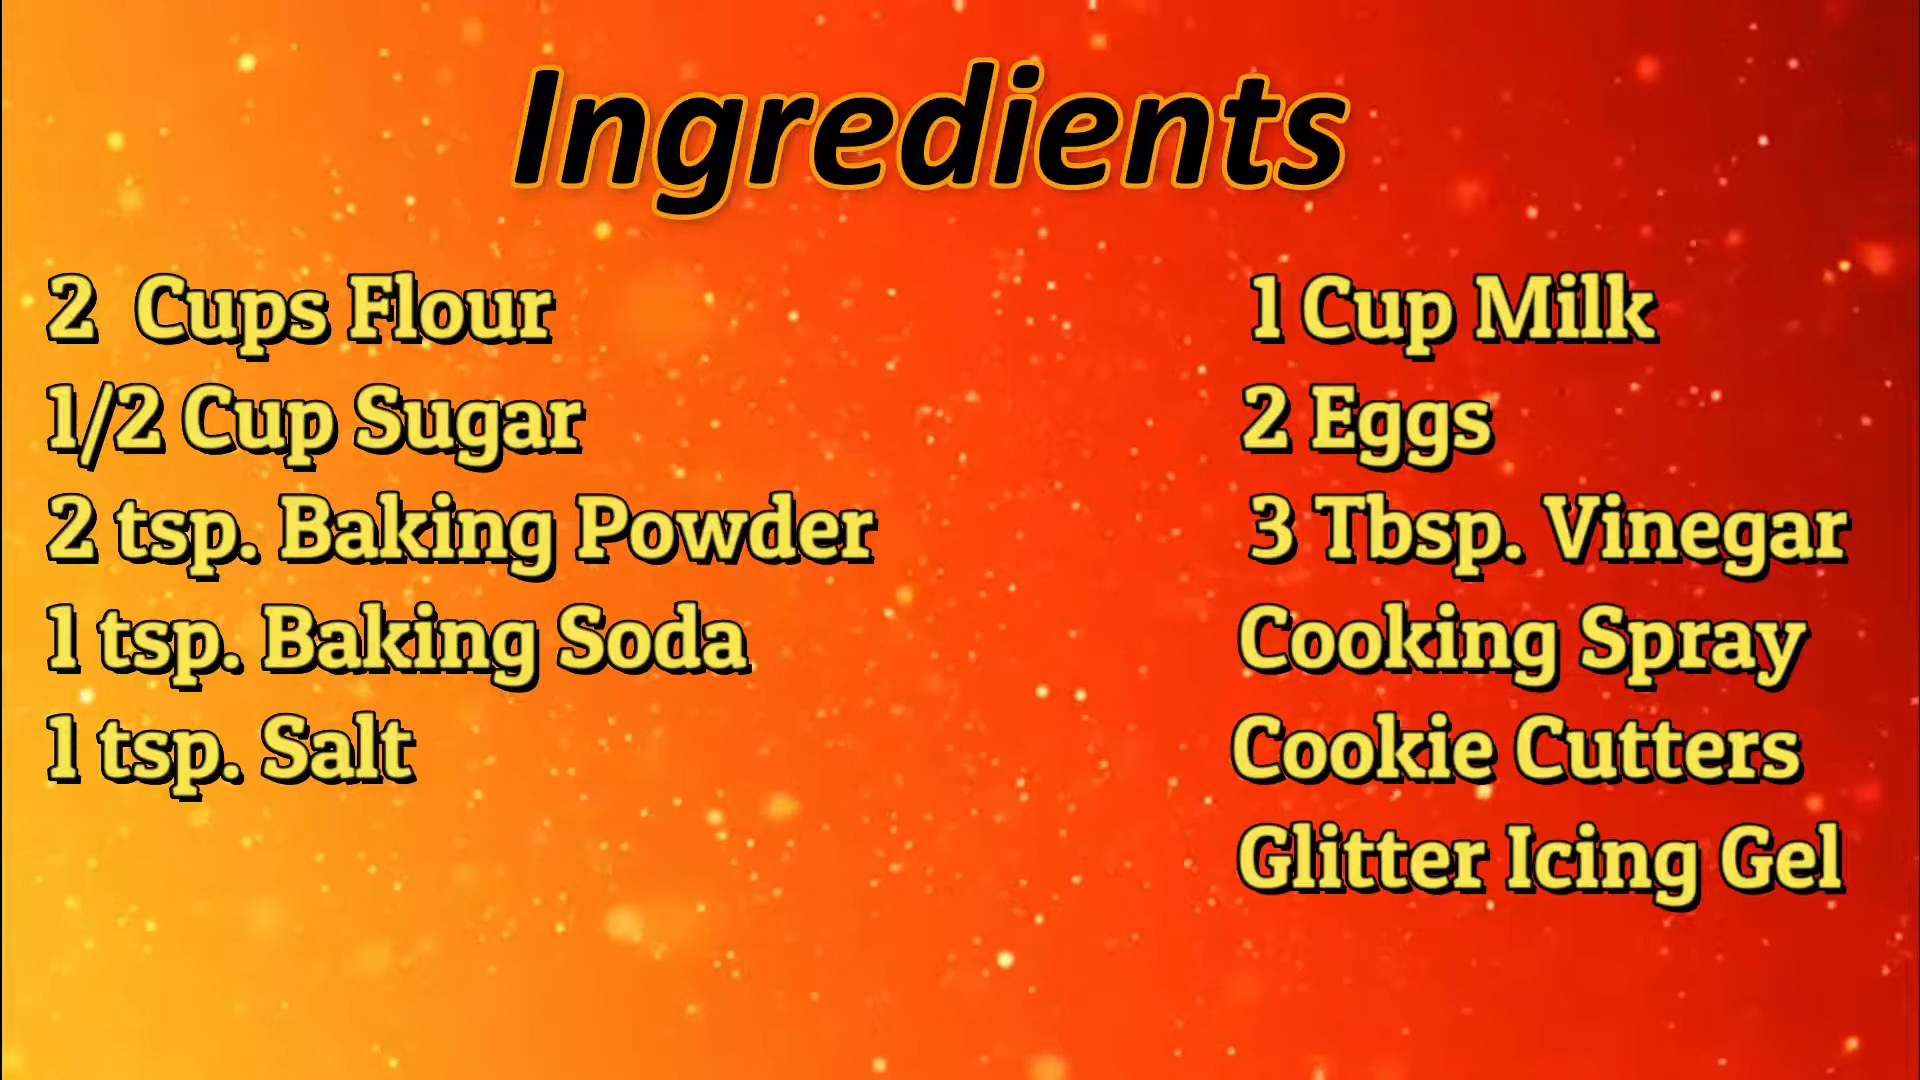 Ingredients
2 Cups Flour
1/2 Cup Sugar
2 tsp. Baking Powder
1 tsp. Baking Soda
1 tsp. Salt
1 Cup Milk
2 Eggs
3 Tbsp. Vinegar
Cooking Spray
Cookie Cutters
Glitter Icing Gel